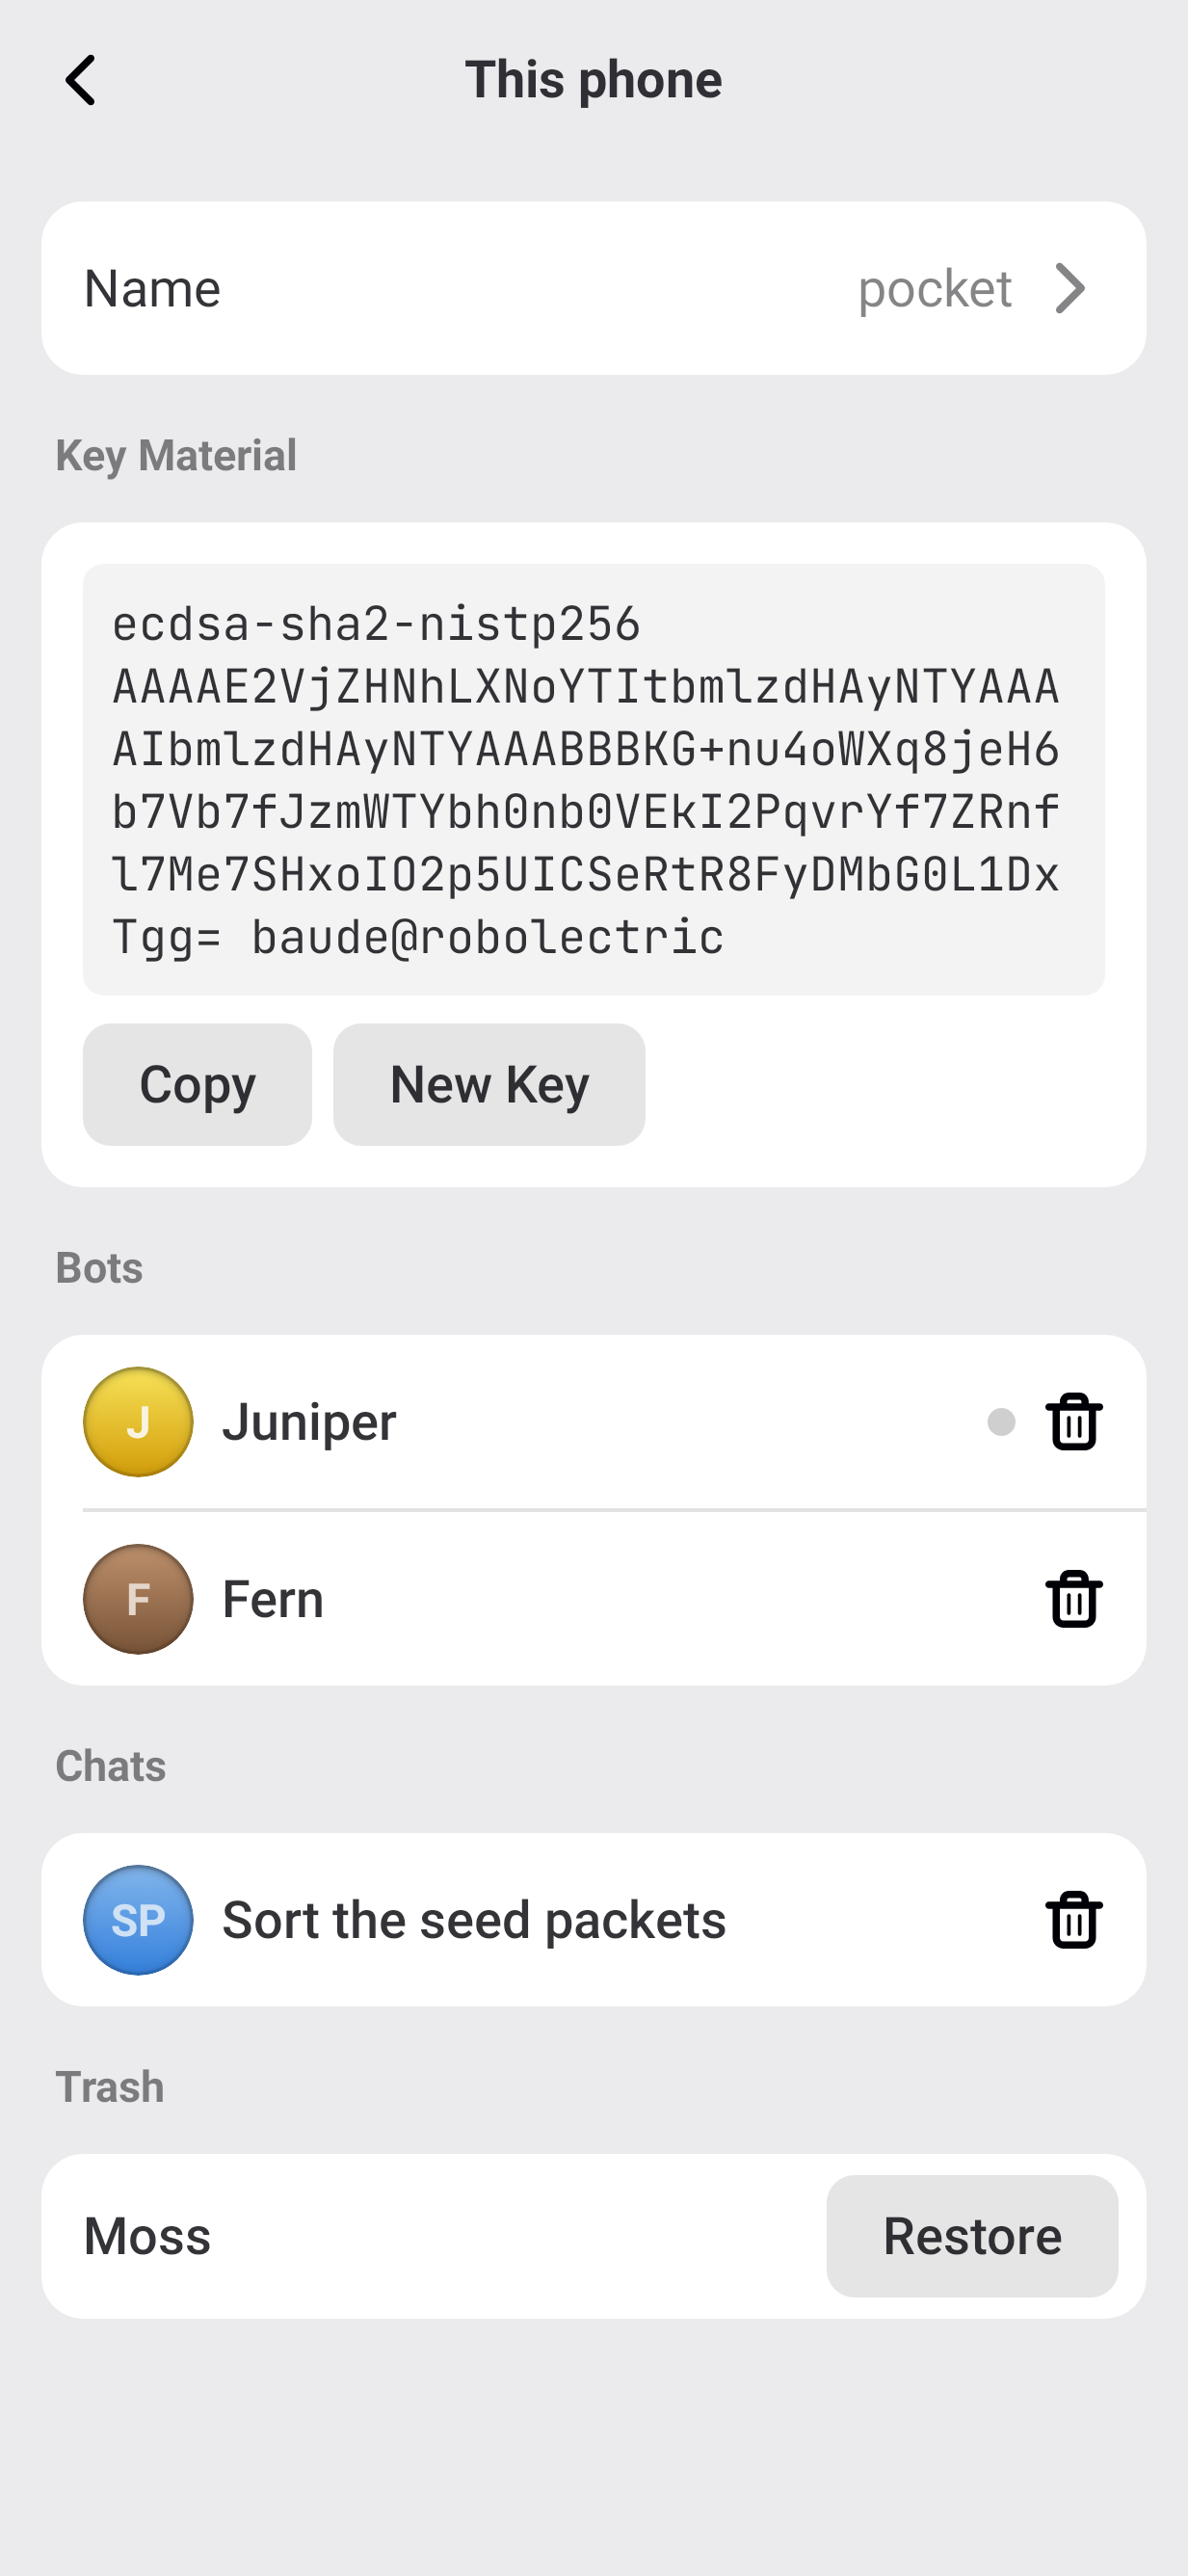 This phone
Name
pocket
Key Material
ecdsa-sha2-nistp256
AAAAE2VjZHNhLXNoYTItbmlzdHAyNTYAAA
AIbmlzdHAyNTYAAABBBKG+nu4oWXq8jeH6
b7Vb7fJzmWTYbh0nb0VEkI2PqvrYf7ZRnf
l7Me7SHxoIO2p5UICSeRtR8FyDMbG0L1Dx
Tgg= baude@robolectric
Copy
New Key
Bots
J
Juniper
F
Fern
Chats
SP
Sort the seed packets
Trash
Moss
Restore